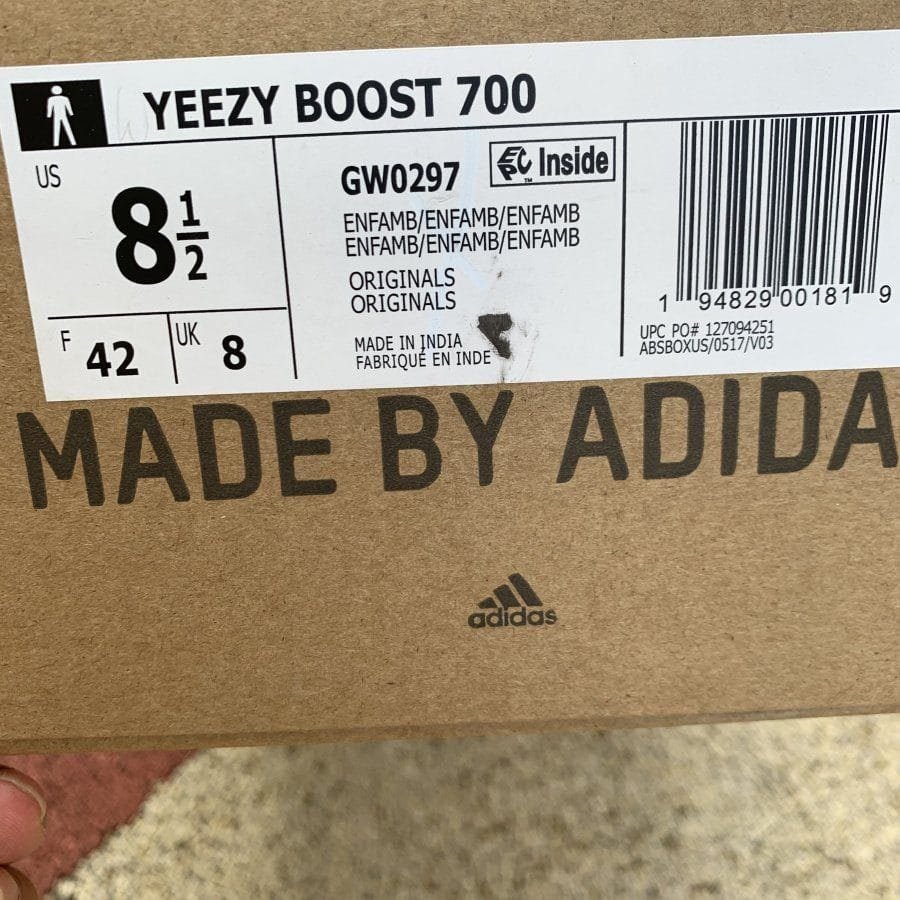 YEEZY BOOST 700
US
8 1/2
F 42
UK 8
GW0297
EPC Inside
TM
ENFAMB/ENFAMB/ENFAMB
ENFAMB/ENFAMB/ENFAMB
ORIGINALS
ORIGINALS
MADE IN INDIA
FABRIQUÉ EN INDE
1 94829 00181 9
UPC PO# 127094251
ABSBOXUS/0517/V03
MADE BY ADIDA
adidas